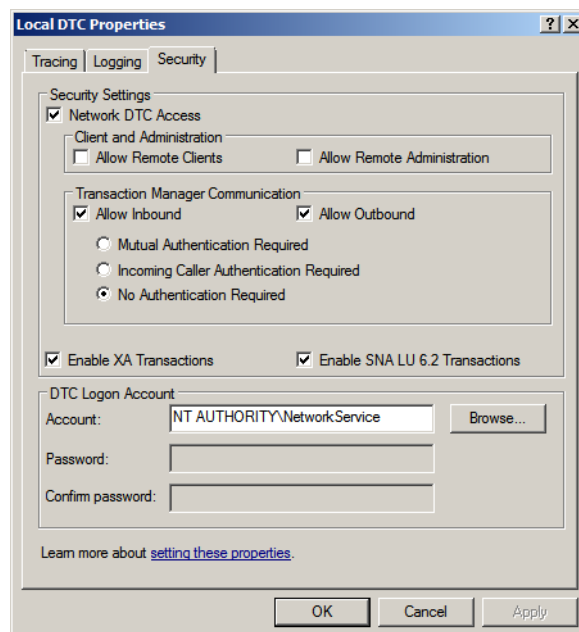 Local DTC Properties
Tracing Logging Security
Security Settings
Network DTC Access
Client and Administration
Allow Remote Clients Allow Remote Administration
Transaction Manager Communication
Allow Inbound Allow Outbound
Mutual Authentication Required
Incoming Caller Authentication Required
No Authentication Required
Enable XA Transactions Enable SNA LU 6.2 Transactions
DTC Logon Account
Account: NT AUTHORITY\NetworkService Browse...
Password:
Confirm password:
Learn more about setting these properties.
OK Cancel Apply